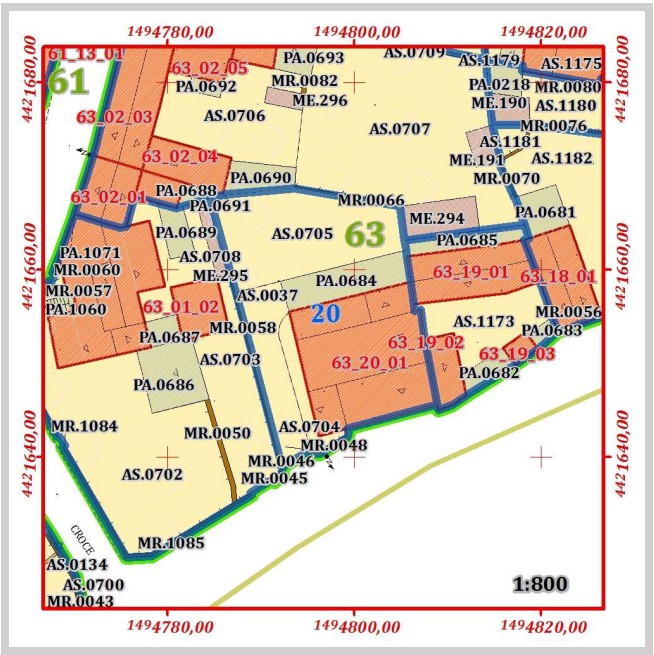 1494780,00 1494800,00 1494820,00
4421680,00 4421680,00
61_13_01 PA.0693 AS.0709 AS.1179 AS.1175
63_02_05
61 PA.0692 MR.0082 PA.0218 MR.0080
ME.296 ME.190 AS.1180
63_02_03 AS.0706 AS.0707 MR.0076
AS.1181
63_02_04 ME.191 AS.1182
PA.0690 MR.0070
63_02_01 PA.0688 MR.0066
PA.0691 ME.294 PA.0681
PA.0689 AS.0705 63 PA.0685
PA.1071 AS.0708
4421660,00 4421660,00
MR.0060 ME.295 PA.0684 63_19_01 63_18_01
MR.0057 AS.0037
PA.1060 63_01_02 20 MR.0056
MR.0058 AS.1173 PA.0683
PA.0687 63_19_02
AS.0703 63_20_01 63_19_03
PA.0686 PA.0682
MR.1084 MR.0050 AS.0704
4421640,00 4421640,00
MR.0048
AS.0702 MR.0046
MR.0045
CROCE
MR.1085
AS.0134
AS.0700 1:800
MR.0043
1494780,00 1494800,00 1494820,00